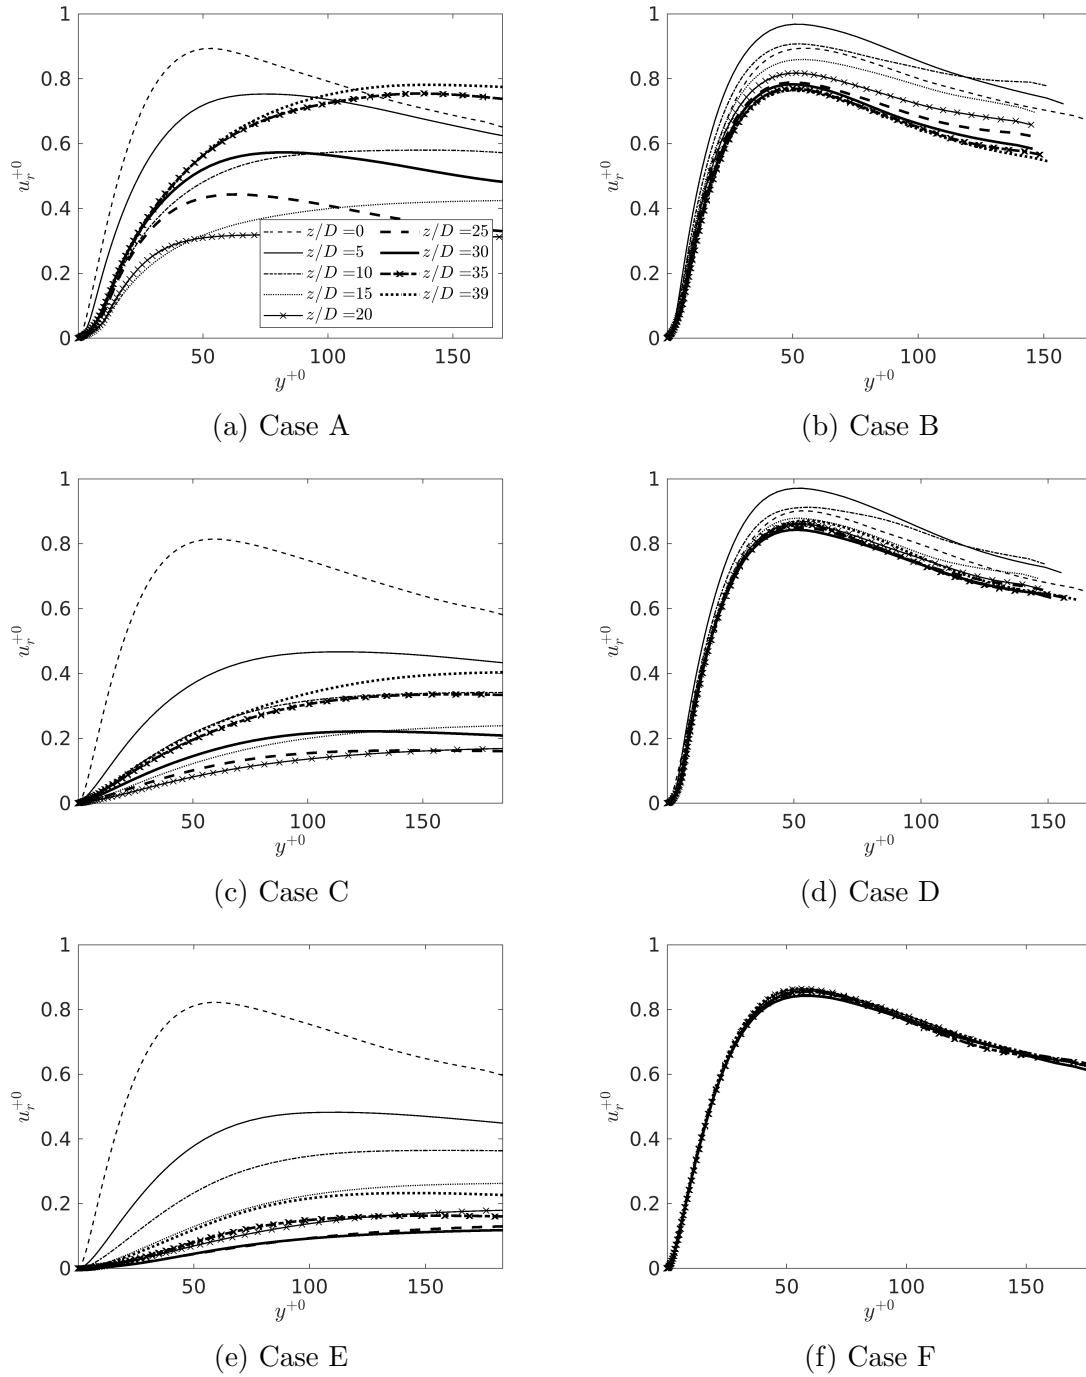 1
0.8
0.6
0.4
0.2
0
50
100
150
u_r^{+0}
y^{+0}
z/D =0
z/D =5
z/D =10
z/D =15
z/D =20
z/D =25
z/D =30
z/D =35
z/D =39
(a) Case A
1
0.8
0.6
0.4
0.2
0
50
100
150
u_r^{+0}
y^{+0}
(b) Case B
1
0.8
0.6
0.4
0.2
0
50
100
150
u_r^{+0}
y^{+0}
(c) Case C
1
0.8
0.6
0.4
0.2
0
50
100
150
u_r^{+0}
y^{+0}
(d) Case D
1
0.8
0.6
0.4
0.2
0
50
100
150
u_r^{+0}
y^{+0}
(e) Case E
1
0.8
0.6
0.4
0.2
0
50
100
150
u_r^{+0}
y^{+0}
(f) Case F